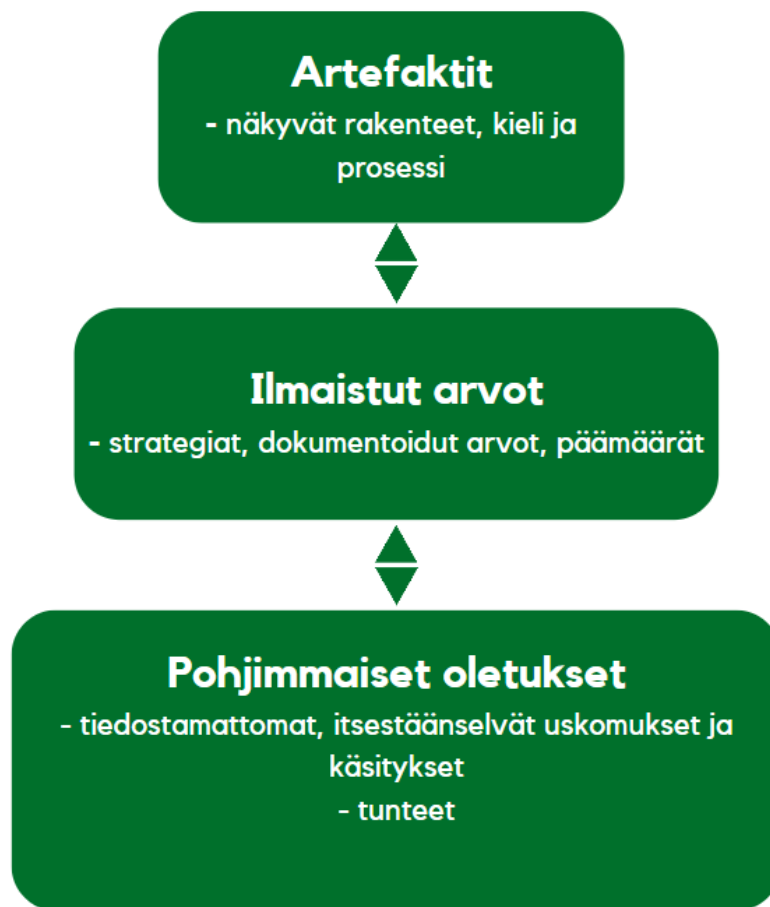 Artefaktit
- näkyvät rakenteet, kieli ja
prosessi
Ilmaistut arvot
- strategiat, dokumentoidut arvot, päämäärät
Pohjimmaiset oletukset
- tiedostamattomat, itsestäänselvät uskomukset ja
käsitykset
- tunteet